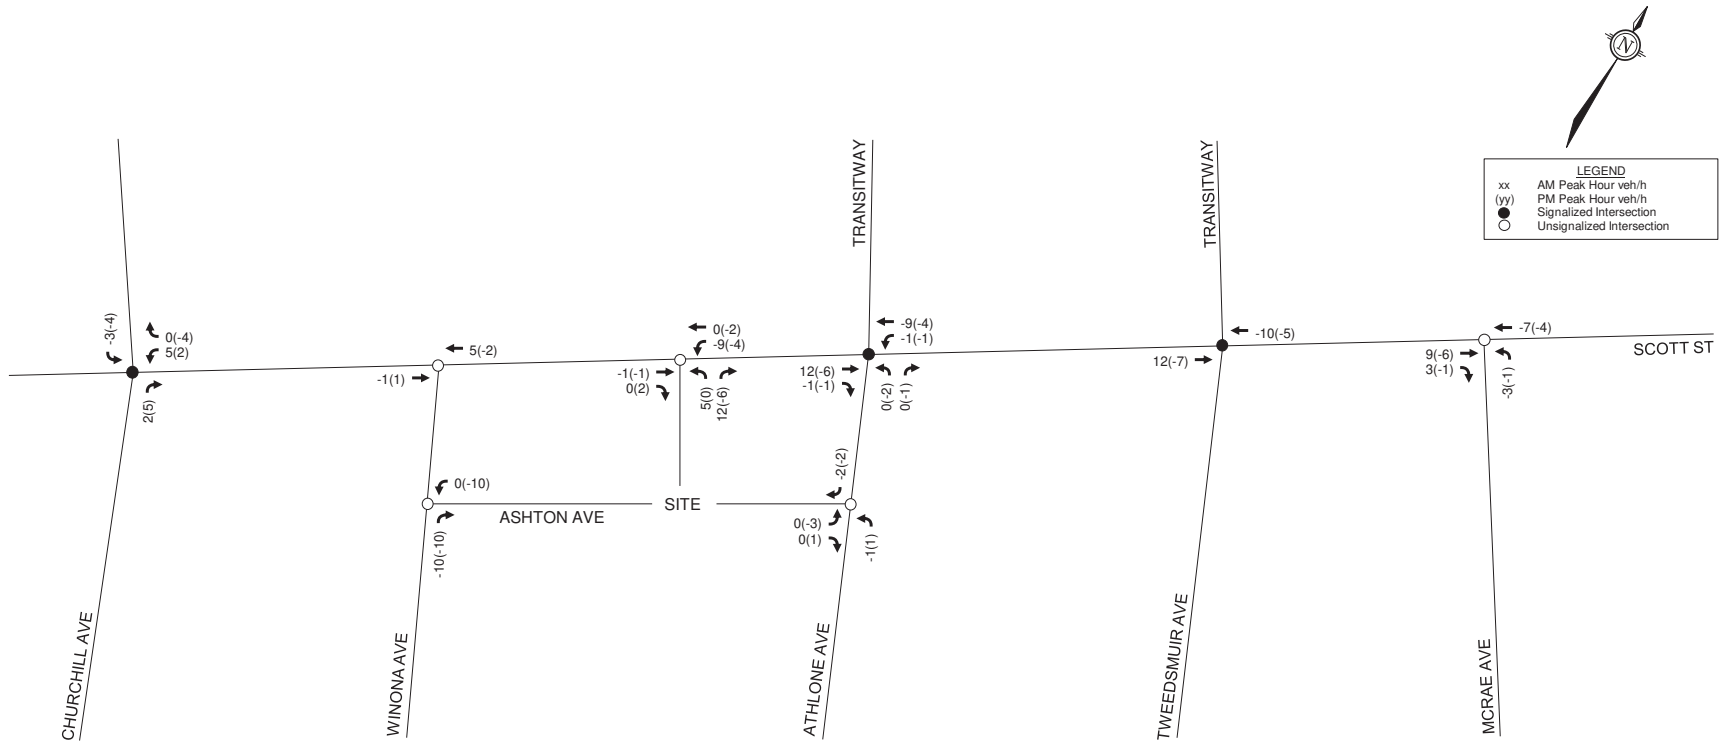 N
LEGEND
xx AM Peak Hour veh/h
(yy) PM Peak Hour veh/h
Signalized Intersection
Unsignalized Intersection
TRANSITWAY
TRANSITWAY
-3(-4)
0(-4)
5(2)
2(5)
5(-2)
-1(1)
0(-2)
-9(-4)
-1(-1)
0(2)
5(0)
12(-6)
-9(-4)
-1(-1)
12(-6)
-1(-1)
0(-2)
0(-1)
-10(-5)
12(-7)
-7(-4)
9(-6)
3(-1)
-3(-1)
SCOTT ST
0(-10)
-10(-10)
ASHTON AVE
SITE
-2(-2)
0(-3)
0(1)
-1(1)
CHURCHILL AVE
WINONA AVE
ATHLONE AVE
TWEEDSMUIR AVE
MCRAE AVE